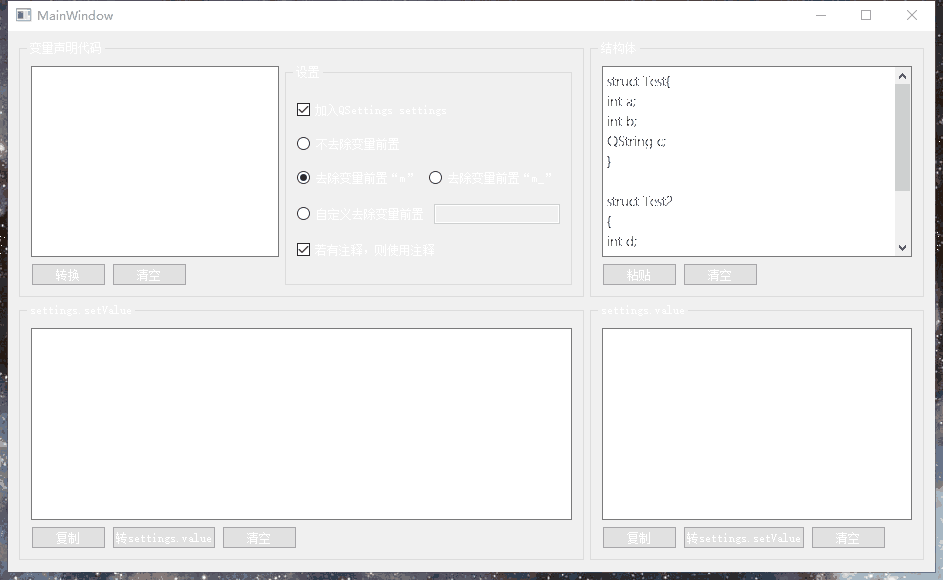 MainWindow
变量声明代码
设置
加入QSettings settings
不去除变量前置
去除变量前置“m” 去除变量前置“m_”
自定义去除变量前置
若有注释，则使用注释
转换 清空
结构体
struct Test{
int a;
int b;
QString c;
}
struct Test2
{
int d;
粘贴 清空
settings.setValue
复制 转settings.value 清空
settings.value
复制 转settings.setValue 清空